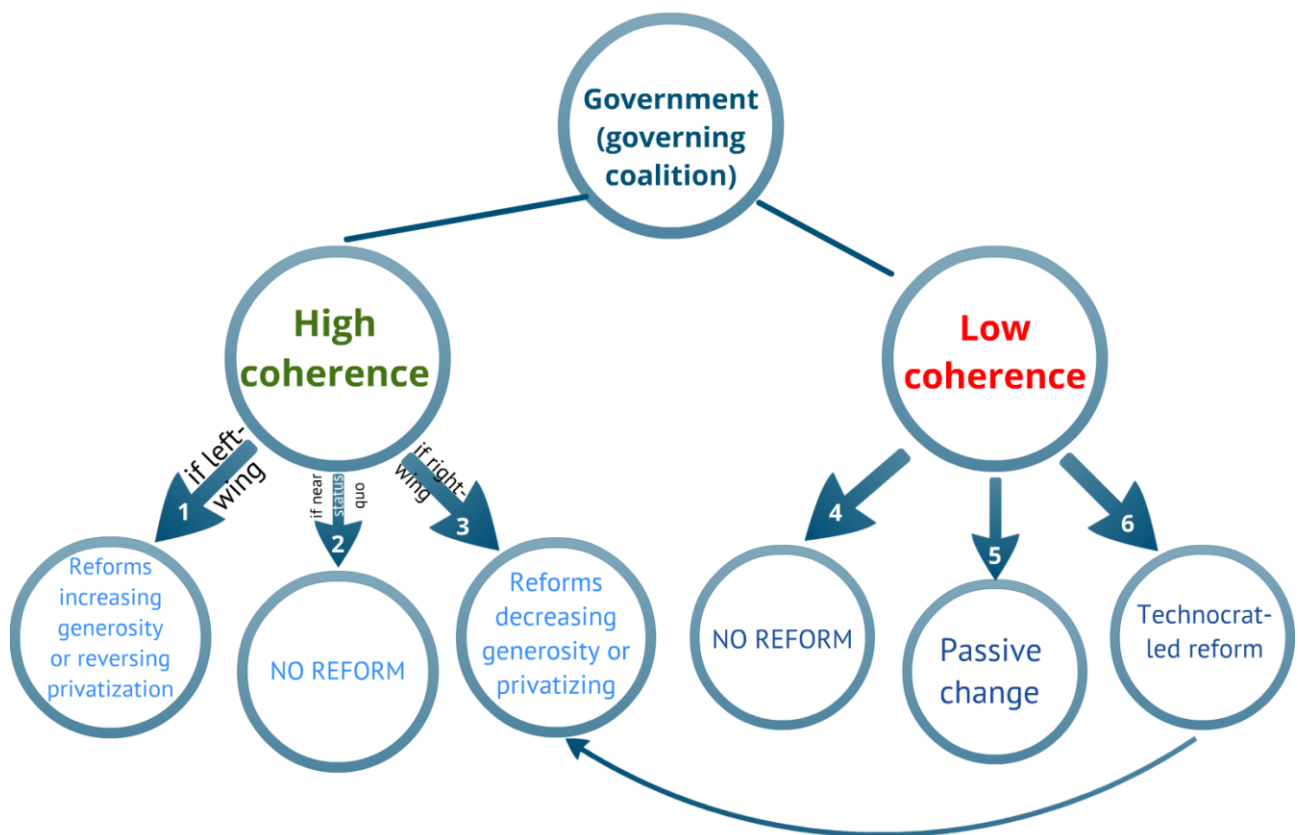 Government
(governing
coalition)
High
coherence
Low
coherence
if left-
wing
if near
status
quo
if right-
wing
1
2
3
4
5
6
Reforms
increasing
generosity
or reversing
privatization
NO REFORM
Reforms
decreasing
generosity or
privatizing
NO REFORM
Passive
change
Technocrat-
led reform